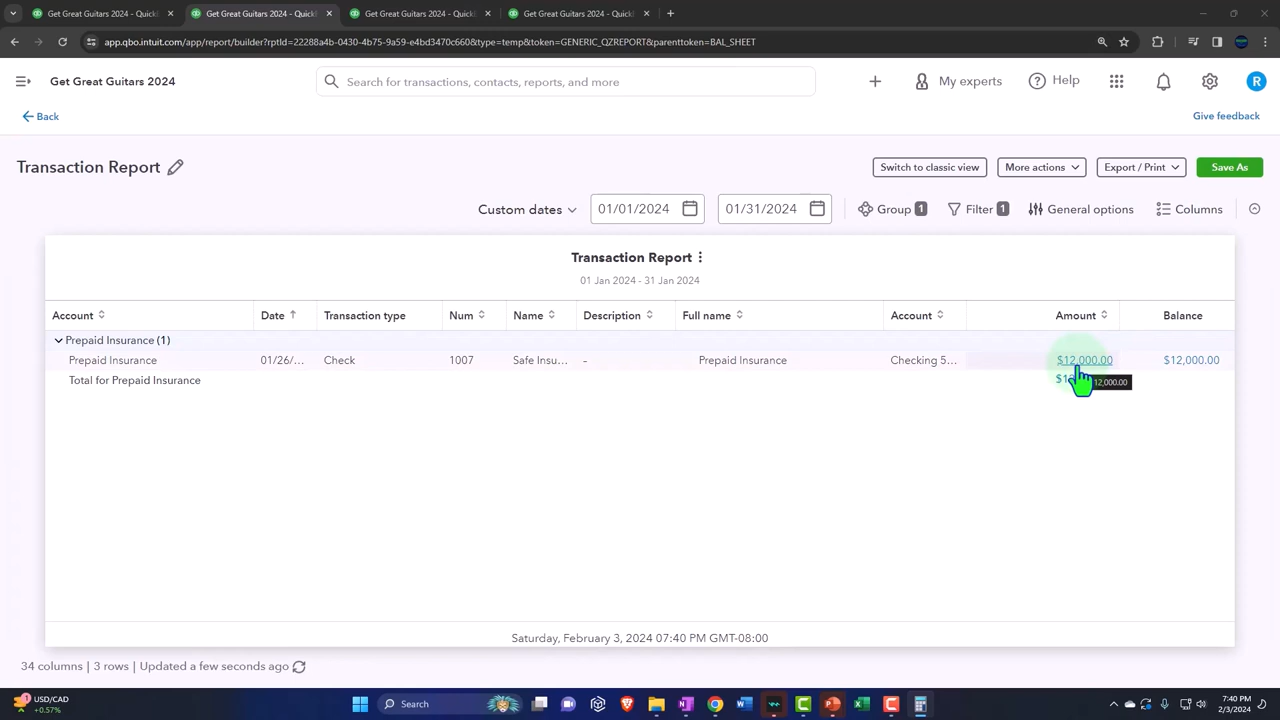 Get Great Guitars 2024 - Quickl
Get Great Guitars 2024 - Quickl
Get Great Guitars 2024 - Quickl
Get Great Guitars 2024 - Quickl
qbo.intuit.com/app/report/builder?rptId=22288a4b-0430-4b75-9a59-e4bd3470c660&type=temp&token=GENERIC_QZREPORT&parenttoken=BAL_SHEET
Get Great Guitars 2024
Search for transactions, contacts, reports, and more
My experts
Help
R
Back
Give feedback
Transaction Report
Switch to classic view
More actions
Export / Print
Save As
Custom dates
01/01/2024
01/31/2024
Group 1
Filter 1
General options
Columns
Transaction Report
01 Jan 2024 - 31 Jan 2024
Account Date Transaction type Num Name Description Full name Account Amount Balance
Prepaid Insurance (1)
Prepaid Insurance 01/26/... Check 1007 Safe Insu... – Prepaid Insurance Checking 5... $12,000.00 $12,000.00
Total for Prepaid Insurance
12,000.00
Saturday, February 3, 2024 07:40 PM GMT-08:00
34 columns | 3 rows | Updated a few seconds ago
USD/CAD
+0.57%
Search
7:40 PM
2/3/2024